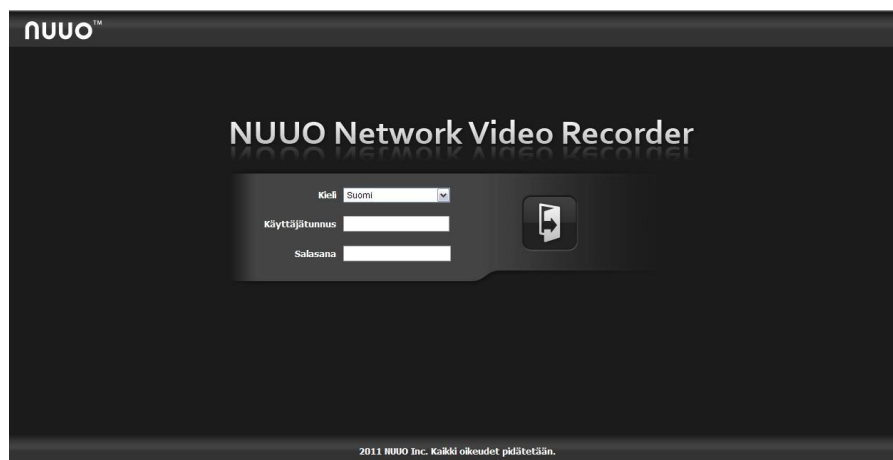 nuuo™
NUUO Network Video Recorder
Kieli Suomi
Käyttäjätunnus
Salasana
2011 NUUO Inc. Kaikki oikeudet pidätetään.